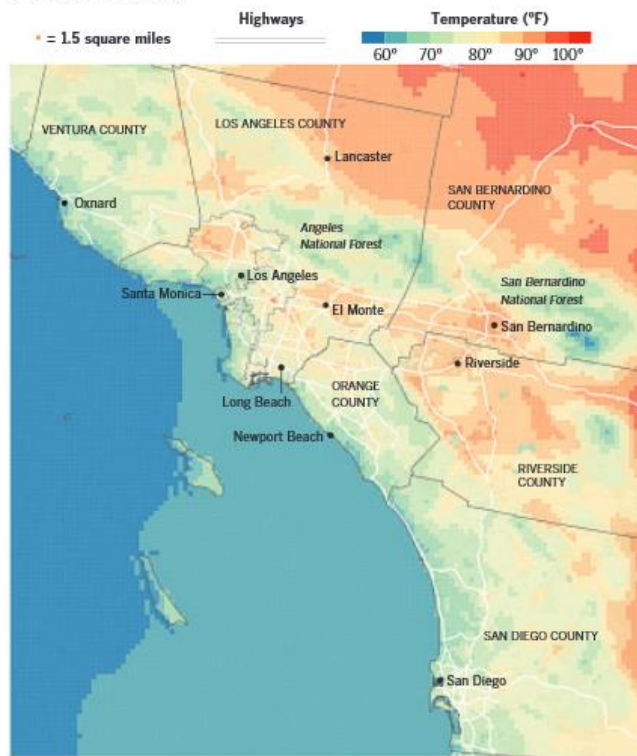 Highways
Temperature (°F)
• = 1.5 square miles
60° 70° 80° 90° 100°
VENTURA COUNTY
LOS ANGELES COUNTY
Lancaster
SAN BERNARDINO
COUNTY
Oxnard
Angeles
National Forest
Los Angeles
San Bernardino
National Forest
Santa Monica
El Monte
San Bernardino
Riverside
ORANGE
COUNTY
Long Beach
Newport Beach
RIVERSIDE
COUNTY
SAN DIEGO COUNTY
San Diego